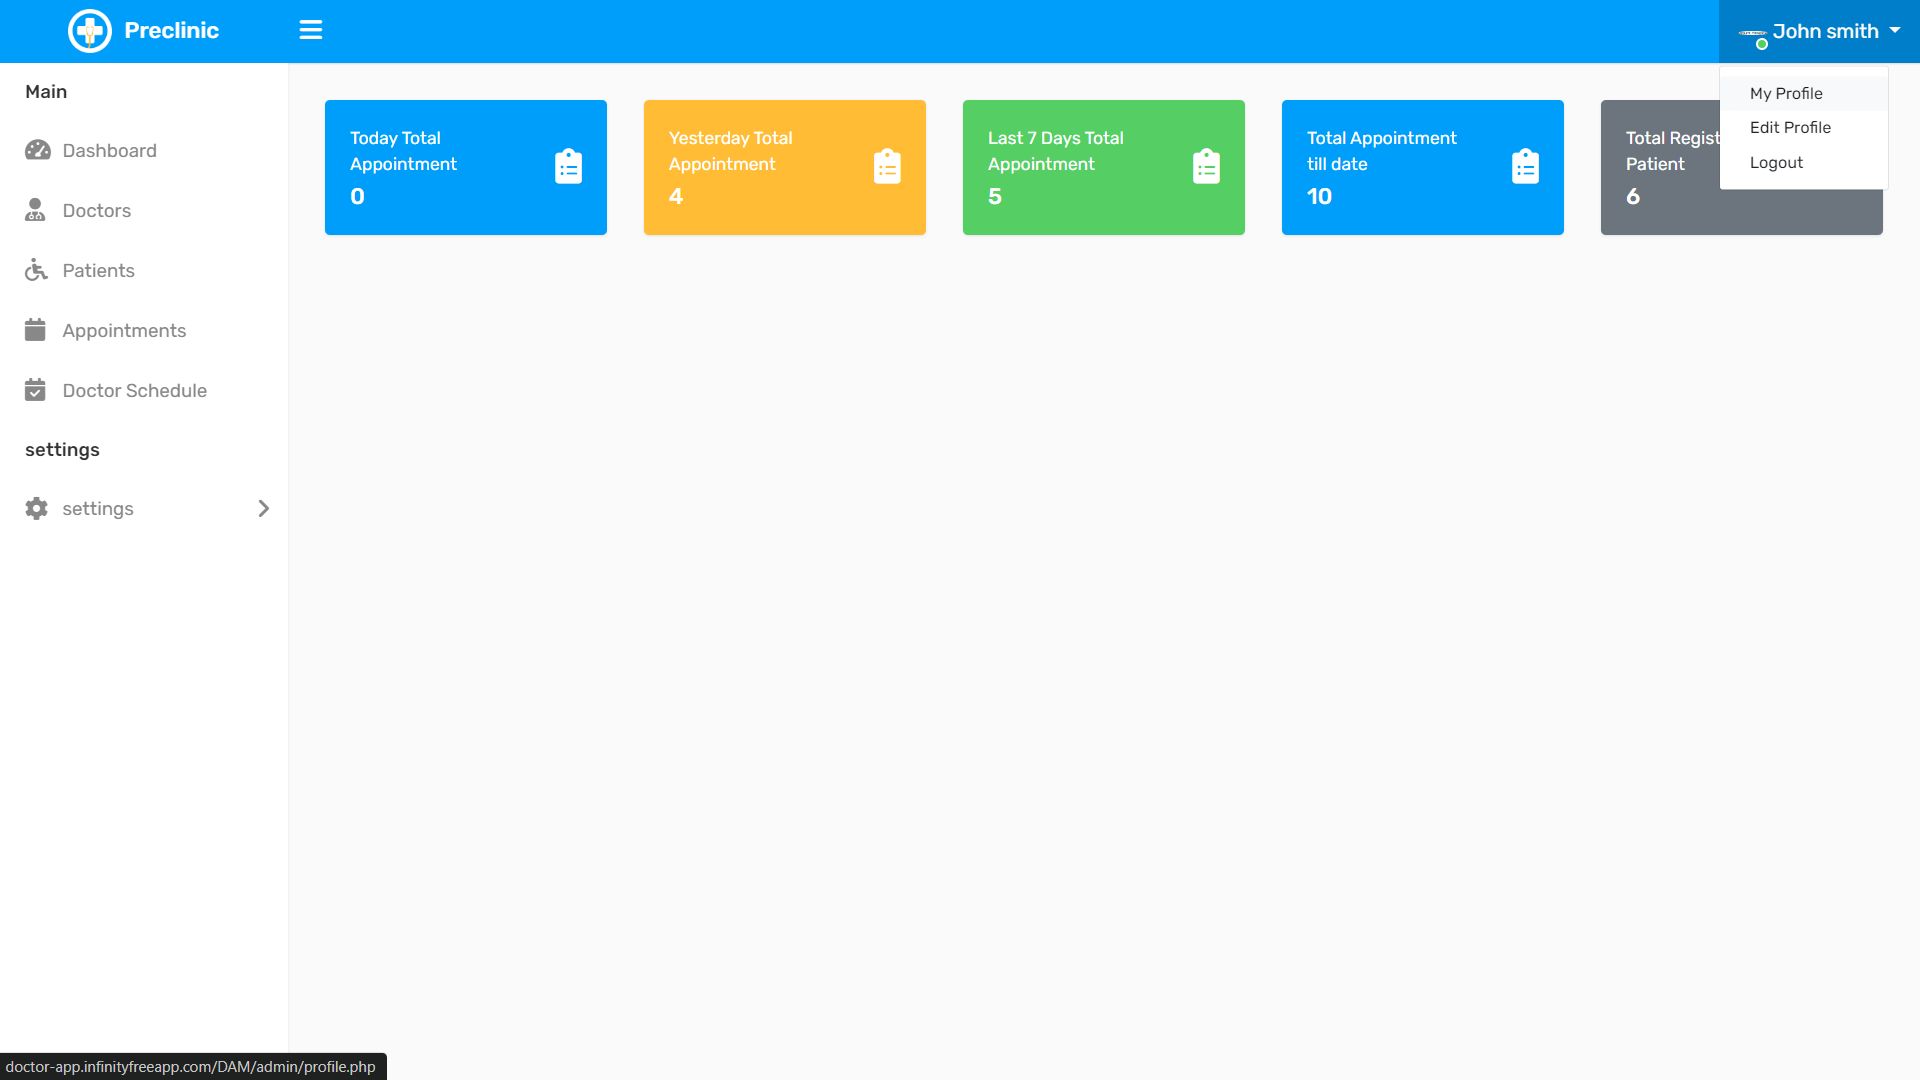 Preclinic
John smith
Main
Dashboard
Doctors
Patients
Appointments
Doctor Schedule
settings
settings
Today Total
Appointment
0
Yesterday Total
Appointment
4
Last 7 Days Total
Appointment
5
Total Appointment
till date
10
Total Regist
Patient
6
My Profile
Edit Profile
Logout
doctor-app.infinityfreeapp.com/DAM/admin/profile.php